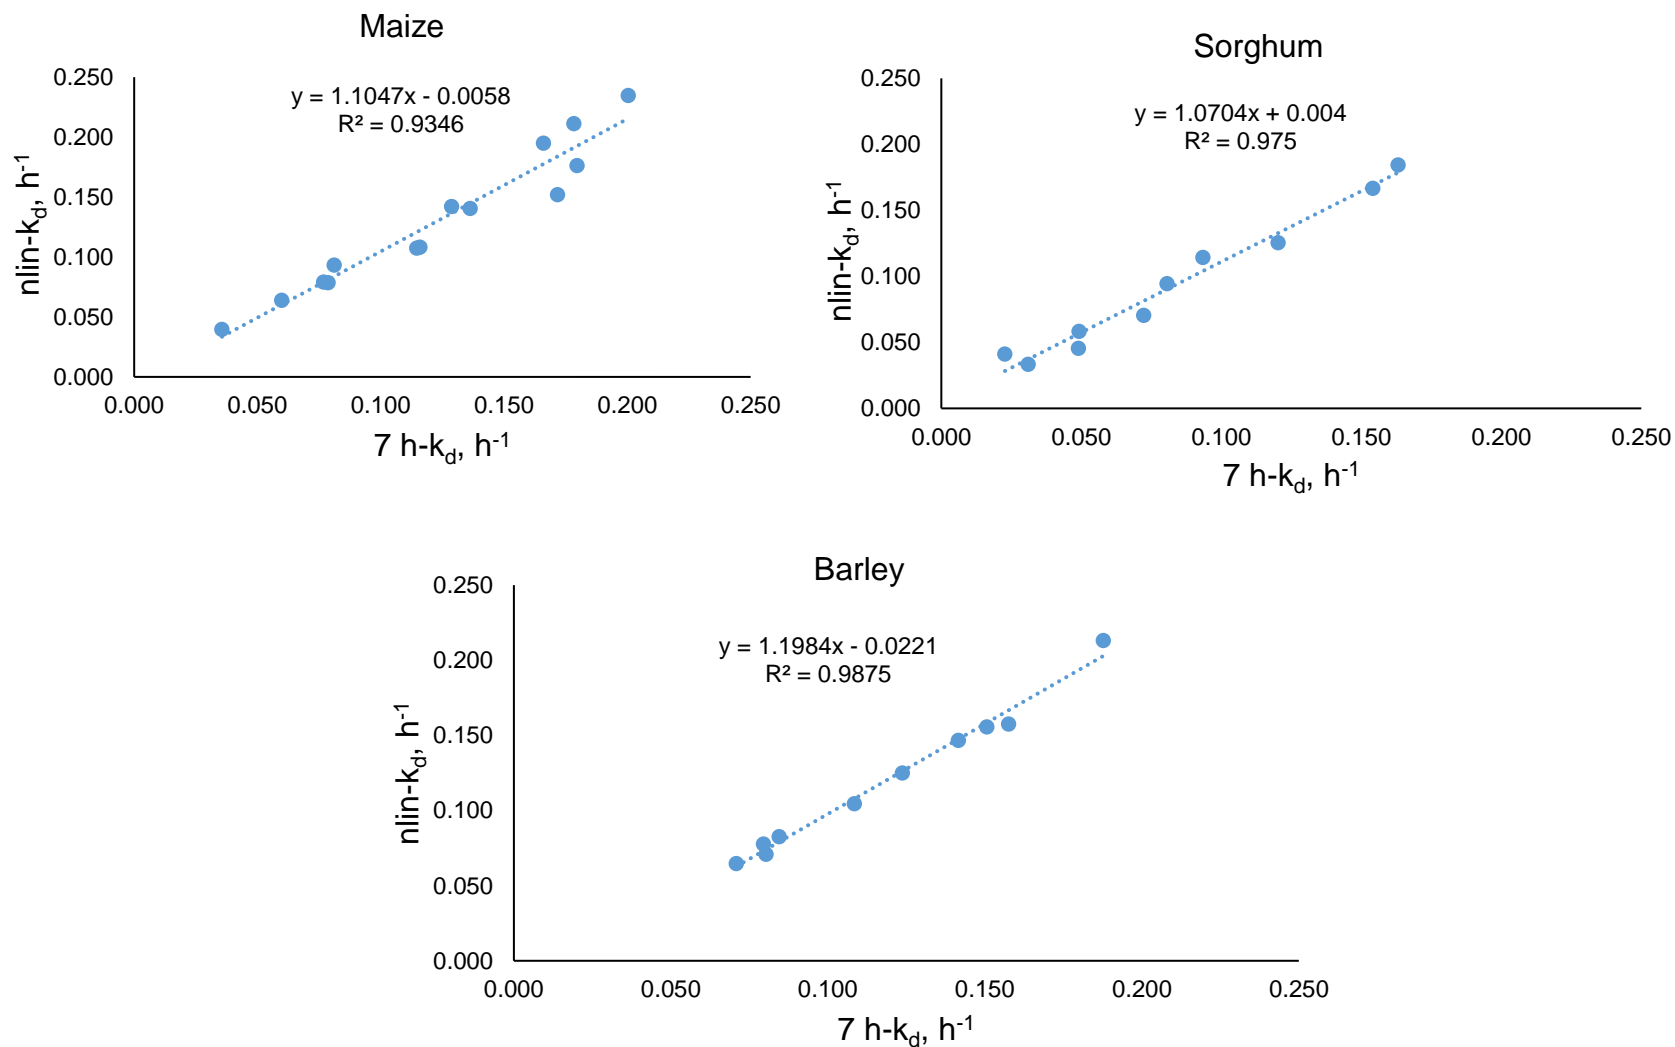 Maize
y = 1.1047x - 0.0058
R² = 0.9346
nlin-kd, h-1
0.250
0.200
0.150
0.100
0.050
0.000
0.000 0.050 0.100 0.150 0.200 0.250
7 h-kd, h-1
Sorghum
y = 1.0704x + 0.004
R² = 0.975
nlin-kd, h-1
0.250
0.200
0.150
0.100
0.050
0.000
0.000 0.050 0.100 0.150 0.200 0.250
7 h-kd, h-1
Barley
y = 1.1984x - 0.0221
R² = 0.9875
nlin-kd, h-1
0.250
0.200
0.150
0.100
0.050
0.000
0.000 0.050 0.100 0.150 0.200 0.250
7 h-kd, h-1